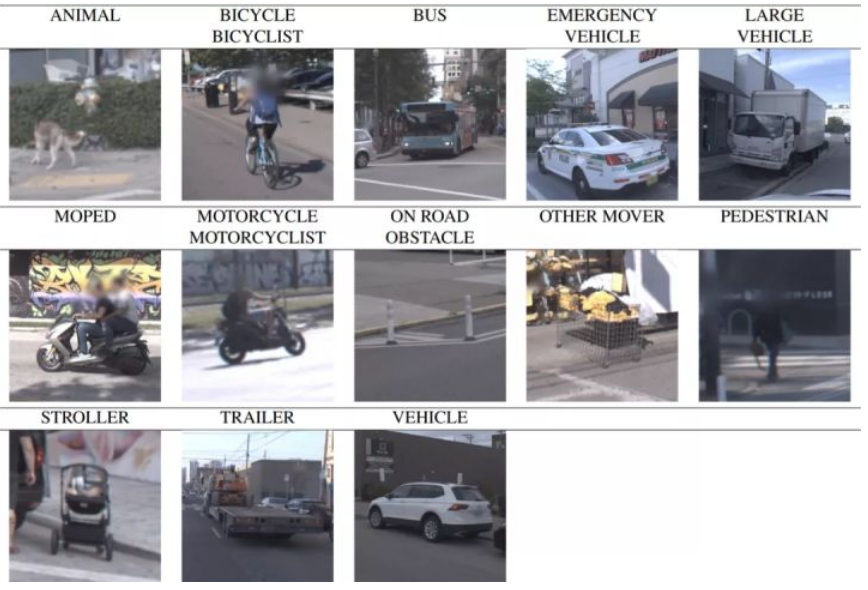 ANIMAL
BICYCLE
BICYCLIST
BUS
EMERGENCY
VEHICLE
LARGE
VEHICLE
MOPED
MOTORCYCLE
MOTORCYCLIST
ON ROAD
OBSTACLE
OTHER MOVER
PEDESTRIAN
STROLLER
TRAILER
VEHICLE